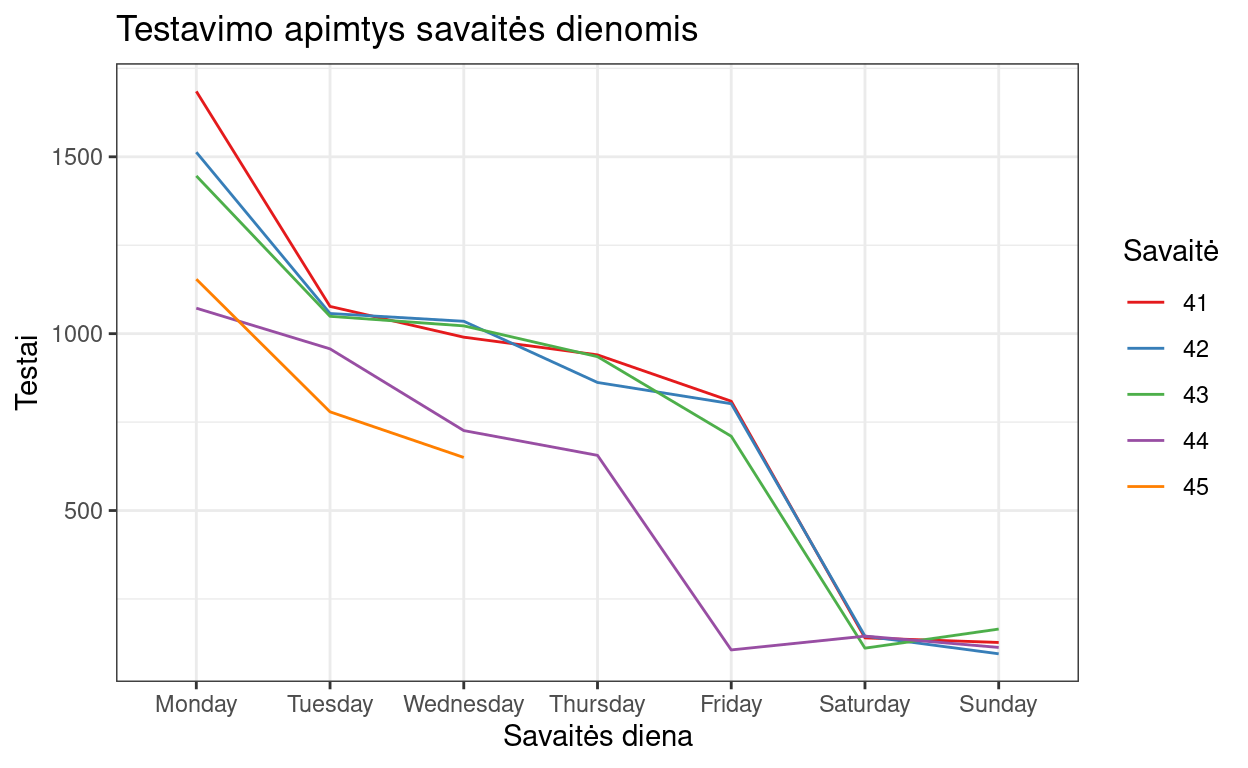 Testavimo apimtys savaitės dienomis
Testai
1500
1000
500
Monday Tuesday Wednesday Thursday Friday Saturday Sunday
Savaitės diena
Savaitė
41
42
43
44
45